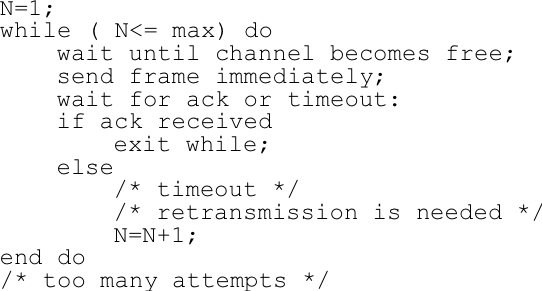 N=1;
while ( N<= max) do
    wait until channel becomes free;
    send frame immediately;
    wait for ack or timeout:
    if ack received
        exit while;
    else
        /* timeout */
        /* retransmission is needed */
        N=N+1;
end do
/* too many attempts */